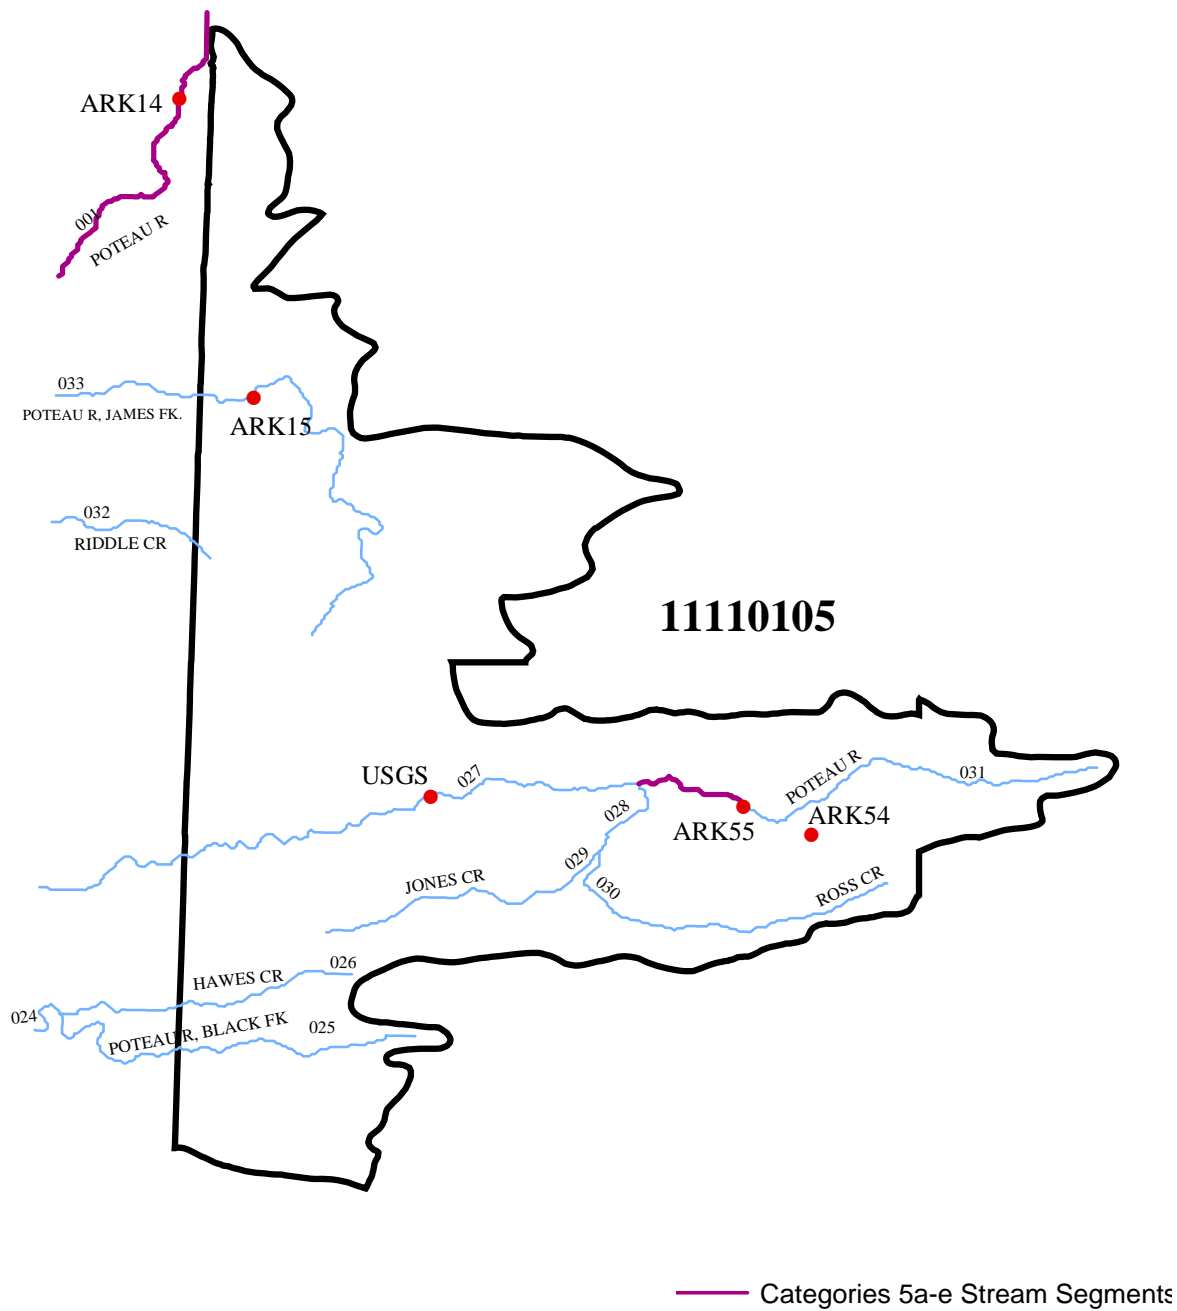 ARK14
001
POTEAU R
033
POTEAU R, JAMES FK.
ARK15
032
RIDDLE CR
11110105
USGS
027
POTEAU R
031
028
ARK55
ARK54
029
JONES CR
030
ROSS CR
HAWES CR
026
024
POTEAU R, BLACK FK
025
Categories 5a-e Stream Segments